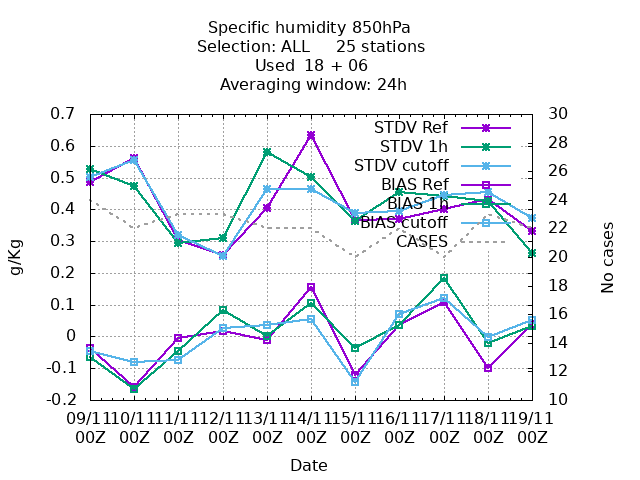 Specific humidity 850hPa
Selection: ALL     25 stations
Used  18 + 06
Averaging window: 24h
0.7
0.6
0.5
0.4
0.3
0.2
0.1
0
-0.1
-0.2
g/Kg
30
28
26
24
22
20
18
16
14
12
10
No cases
STDV Ref
STDV 1h
STDV cutoff
BIAS Ref
BIAS 1h
BIAS cutoff
CASES
09/11 10/11 11/11 12/11 13/11 14/11 15/11 16/11 17/11 18/11 19/11
00Z 00Z 00Z 00Z 00Z 00Z 00Z 00Z 00Z 00Z 00Z
Date